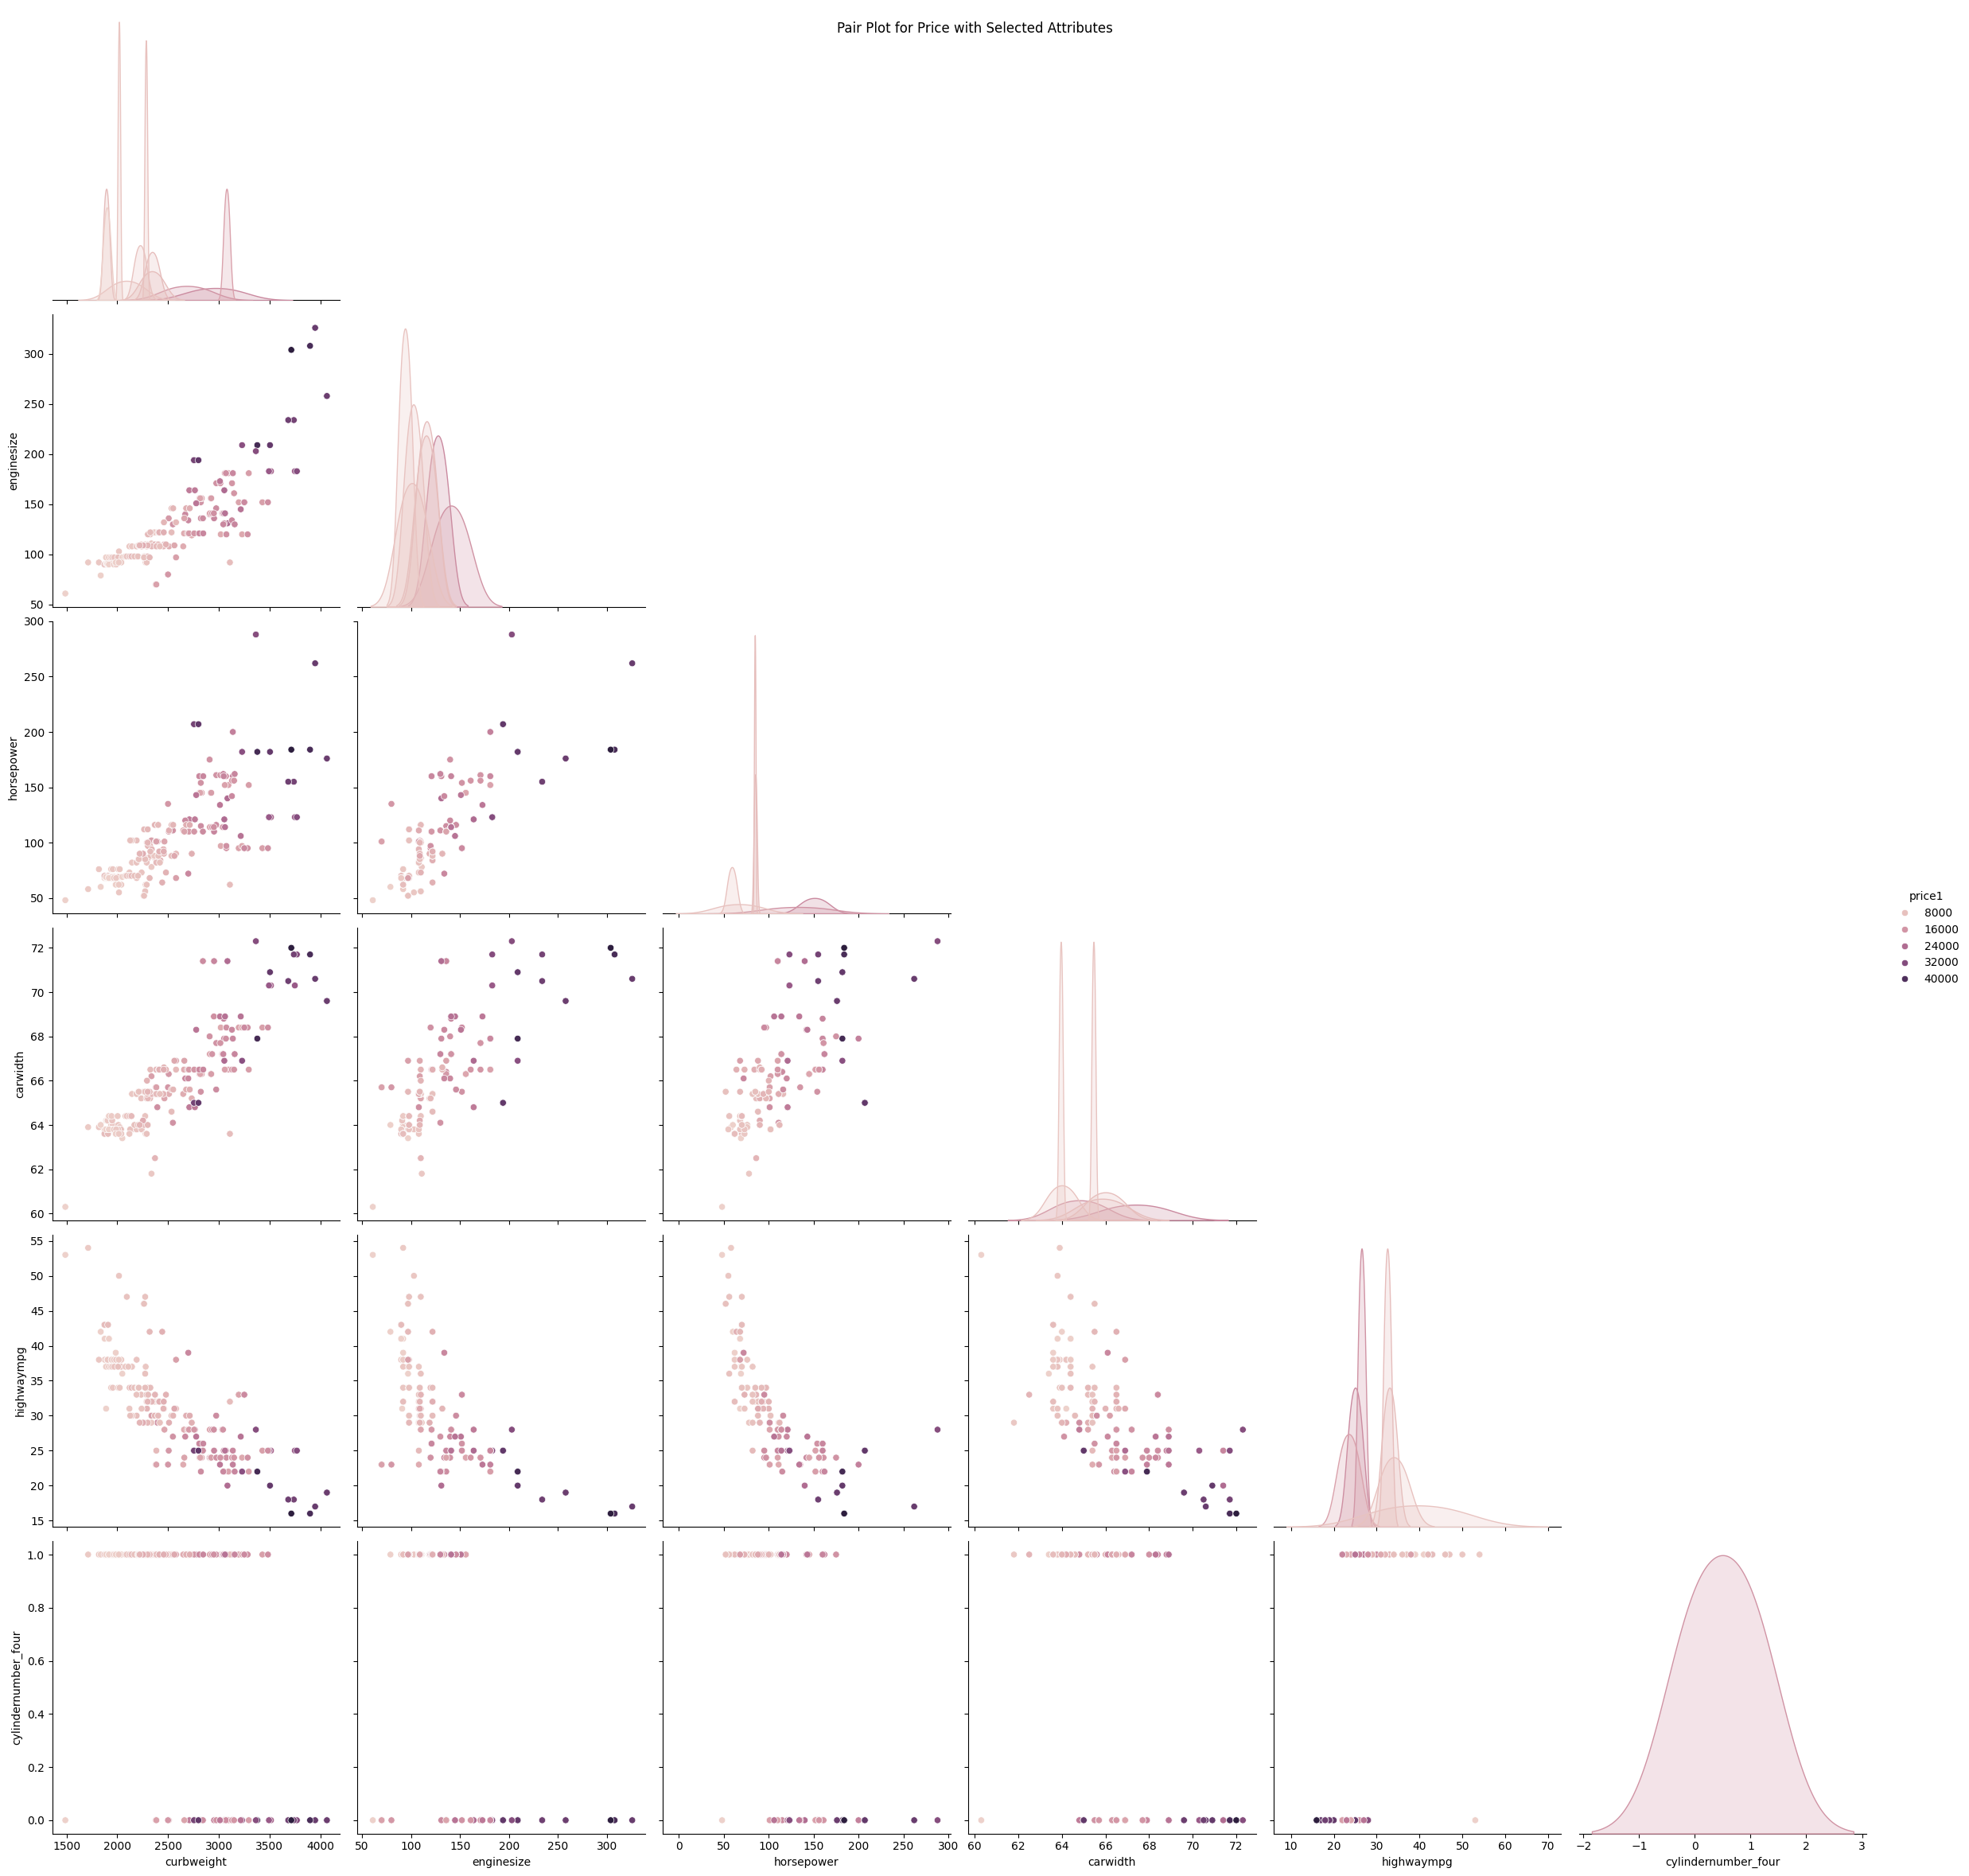 Pair Plot for Price with Selected Attributes
300
250
200
150
100
50
enginesize
300
250
200
150
100
50
horsepower
price1
8000
16000
24000
32000
40000
72
70
68
66
64
62
60
carwidth
55
50
45
40
35
30
25
20
15
highwaympg
1.0
0.8
0.6
0.4
0.2
0.0
cylindernumber_four
1500 2000 2500 3000 3500 4000
curbweight
50 100 150 200 250 300
enginesize
0 50 100 150 200 250 300
horsepower
60 62 64 66 68 70 72
carwidth
10 20 30 40 50 60 70
highwaympg
−2 −1 0 1 2 3
cylindernumber_four